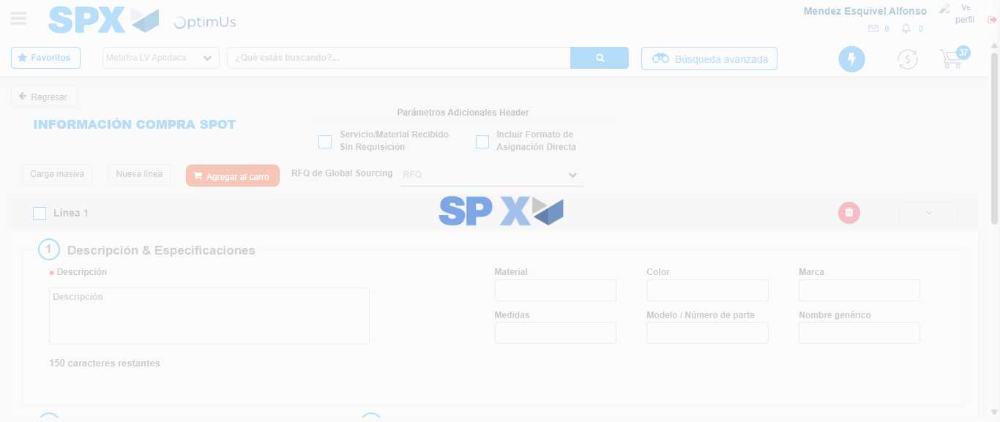 SPX OptimUs
Mendez Esquivel Alfonso
Ve
perfil
0 0
Favoritos Metalsa LV Apodaca ¿Qué estás buscando?... Búsqueda avanzada 37
Regresar
Parámetros Adicionales Header
INFORMACIÓN COMPRA SPOT
Servicio/Material Recibido
Sin Requisición
Incluir Formato de
Asignación Directa
Carga masiva Nueva línea Agregar al carro RFQ de Global Sourcing RFQ
SPX
Linea 1
1 Descripción & Especificaciones
* Descripción Material Color Marca
Descripción
Medidas Modelo / Número de parte Nombre genérico
150 caracteres restantes